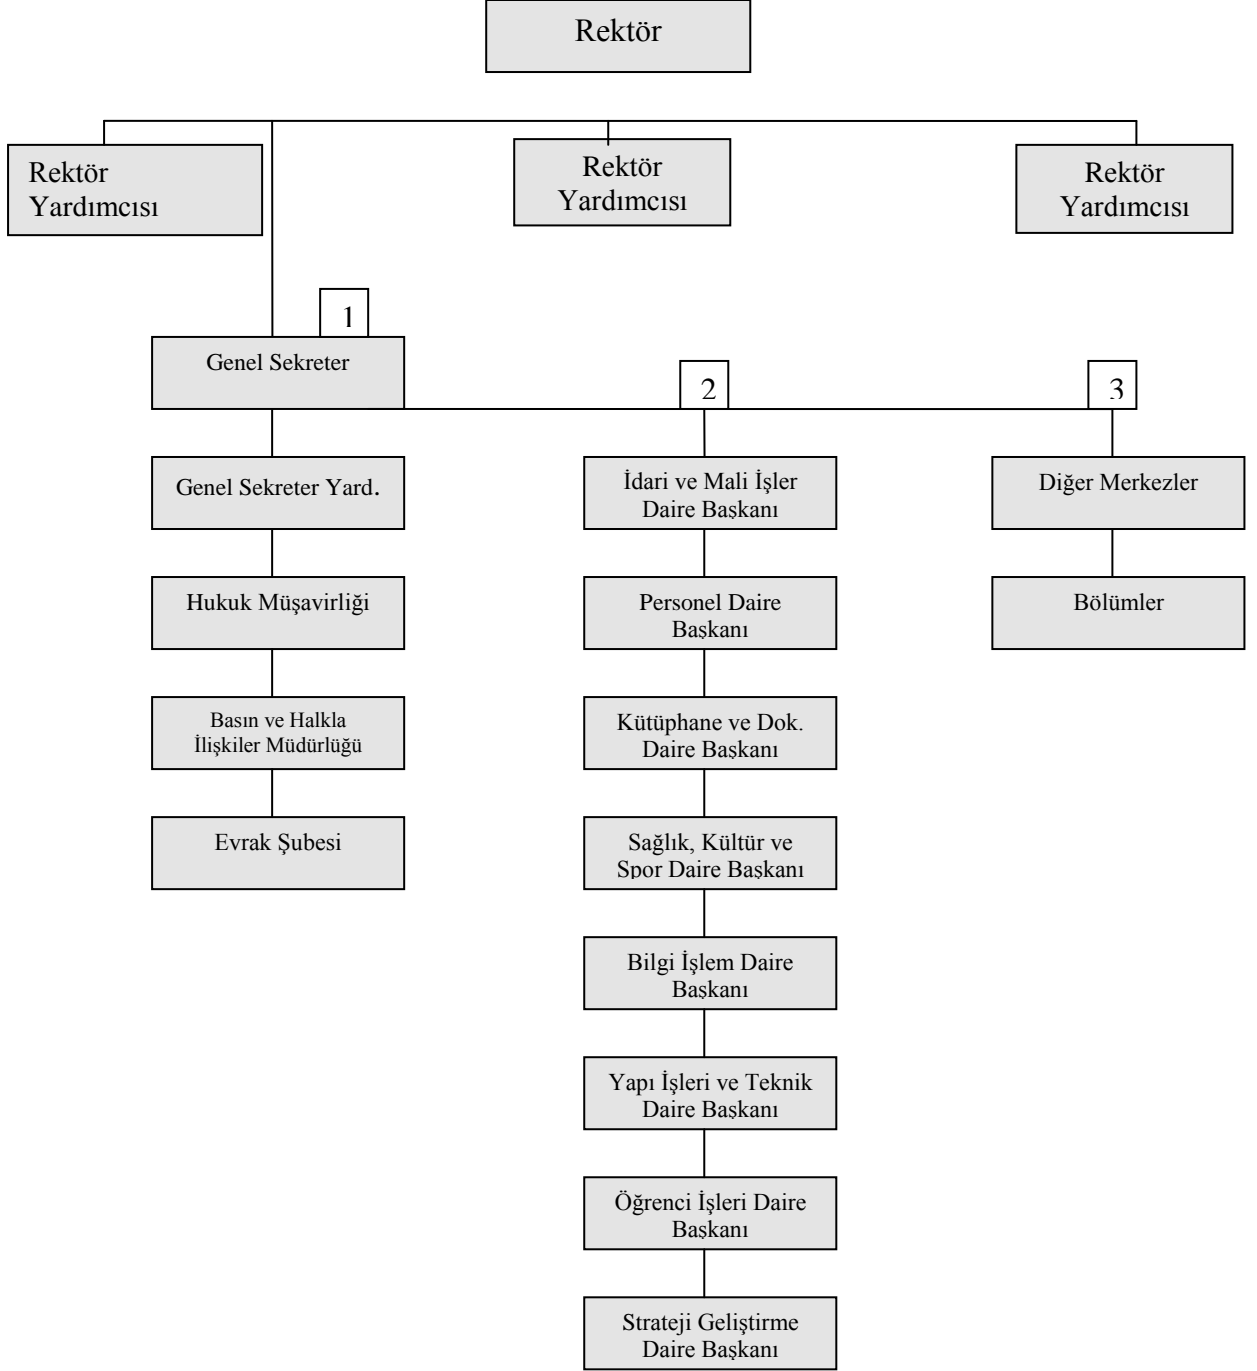 Rektör
Rektör
Yardımcısı
Rektör
Yardımcısı
Rektör
Yardımcısı
1
Genel Sekreter
2
3
Genel Sekreter Yard.
İdari ve Mali İşler
Daire Başkanı
Diğer Merkezler
Hukuk Müşavirliği
Personel Daire
Başkanı
Bölümler
Basın ve Halkla
İlişkiler Müdürlüğü
Kütüphane ve Dok.
Daire Başkanı
Evrak Şubesi
Sağlık, Kültür ve
Spor Daire Başkanı
Bilgi İşlem Daire
Başkanı
Yapı İşleri ve Teknik
Daire Başkanı
Öğrenci İşleri Daire
Başkanı
Strateji Geliştirme
Daire Başkanı